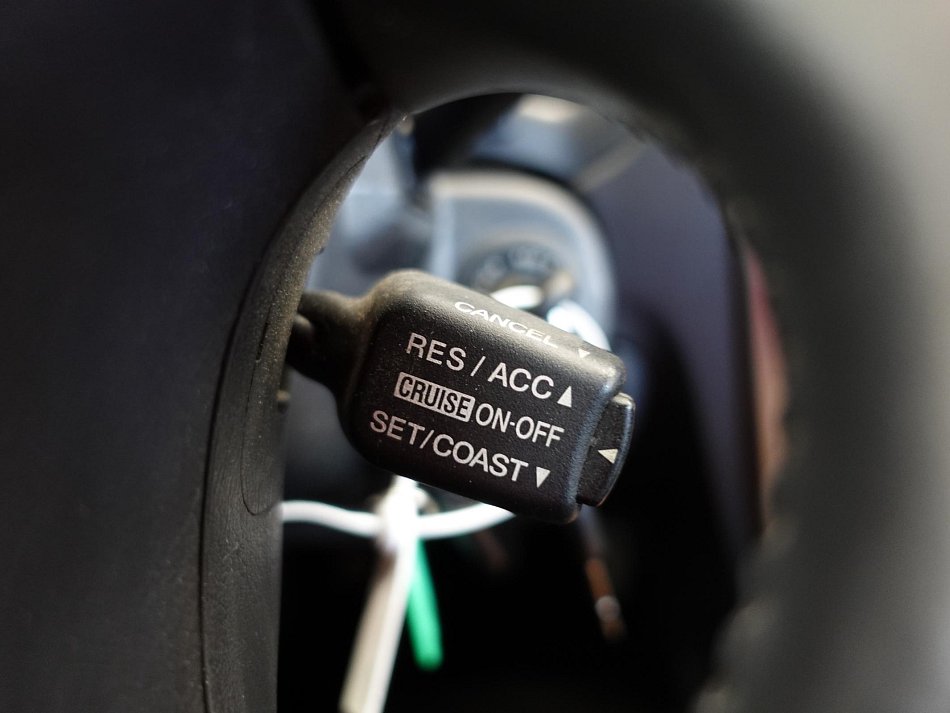 CANCEL ▼
RES / ACC ▲
CRUISE ON-OFF ◀
SET/COAST ▼